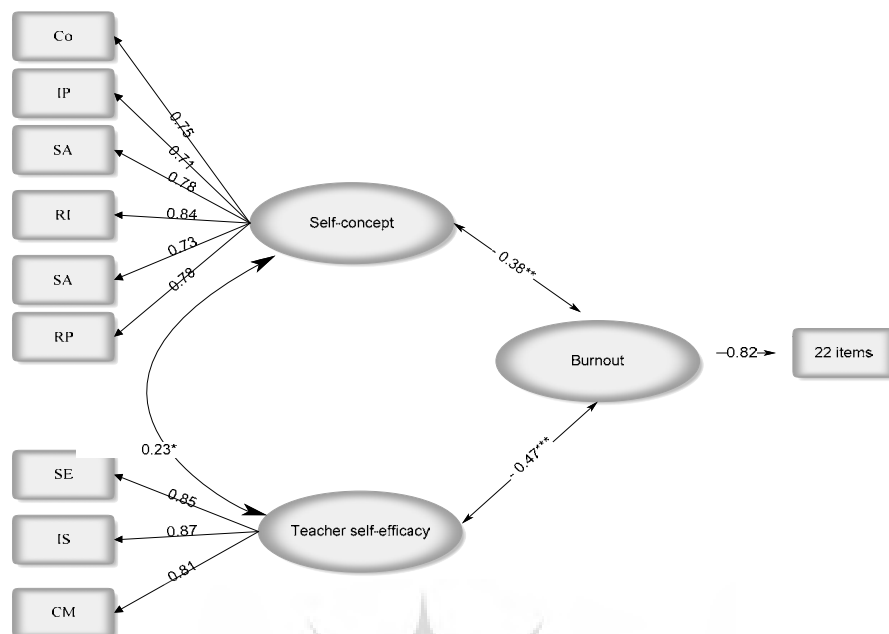 Co
IP
SA
RI
SA
RP
0.75
0.71
0.78
0.84
0.73
0.78
Self-concept
- 0.38**
Burnout
0.82
22 items
0.23*
- 0.47***
SE
IS
CM
0.85
0.87
0.81
Teacher self-efficacy